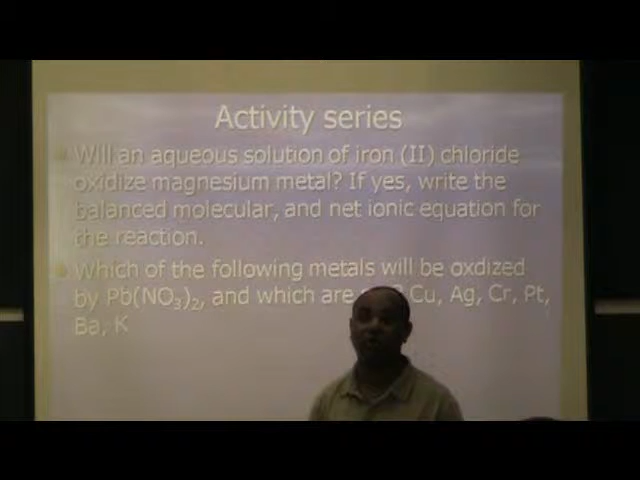 Activity series
Will an aqueous solution of iron (II) chloride
oxidize magnesium metal? If yes, write the
balanced molecular, and net ionic equation for
the reaction.
Which of the following metals will be oxdized
by Pb(NO₃)₂, and which are Cu, Ag, Cr, Pt,
Ba, K